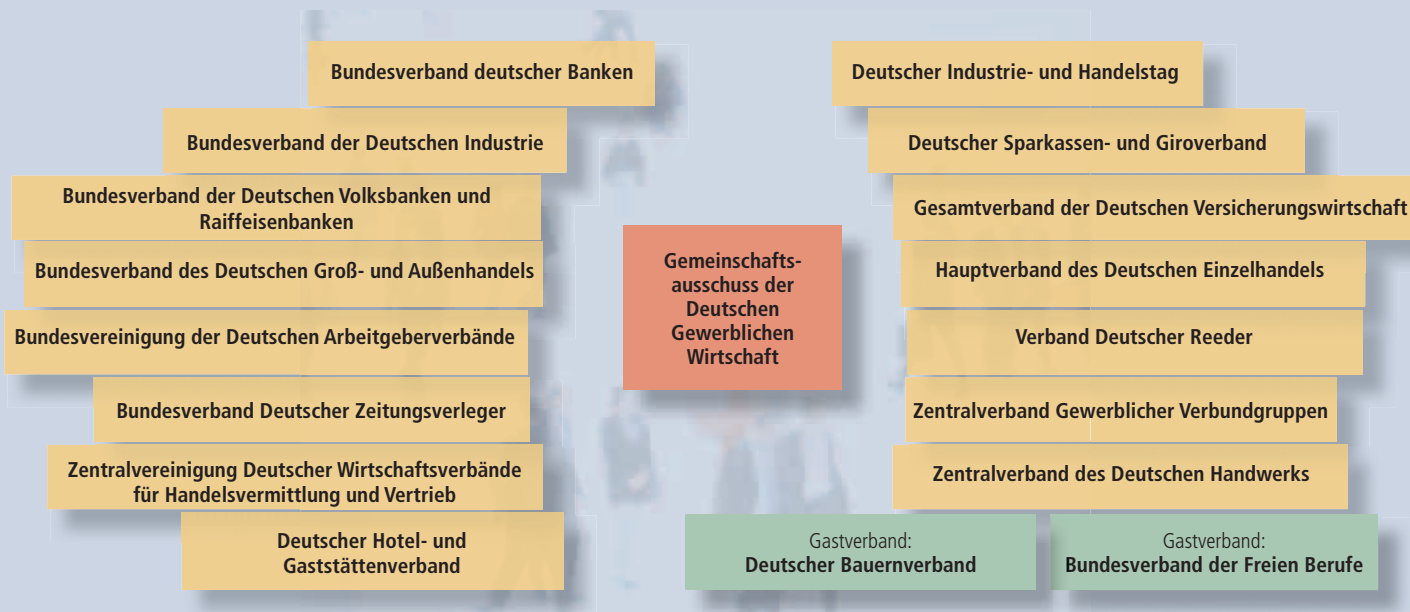 Bundesverband deutscher Banken
Bundesverband der Deutschen Industrie
Bundesverband der Deutschen Volksbanken und
Raiffeisenbanken
Bundesverband des Deutschen Groß- und Außenhandels
Bundesvereinigung der Deutschen Arbeitgeberverbände
Bundesverband Deutscher Zeitungsverleger
Zentralvereinigung Deutscher Wirtschaftsverbände
für Handelsvermittlung und Vertrieb
Deutscher Hotel- und
Gaststättenverband
Gemeinschafts-
ausschuss der
Deutschen
Gewerblichen
Wirtschaft
Deutscher Industrie- und Handelstag
Deutscher Sparkassen- und Giroverband
Gesamtverband der Deutschen Versicherungswirtschaft
Hauptverband des Deutschen Einzelhandels
Verband Deutscher Reeder
Zentralverband Gewerblicher Verbundgruppen
Zentralverband des Deutschen Handwerks
Gastverband:
Deutscher Bauernverband
Gastverband:
Bundesverband der Freien Berufe